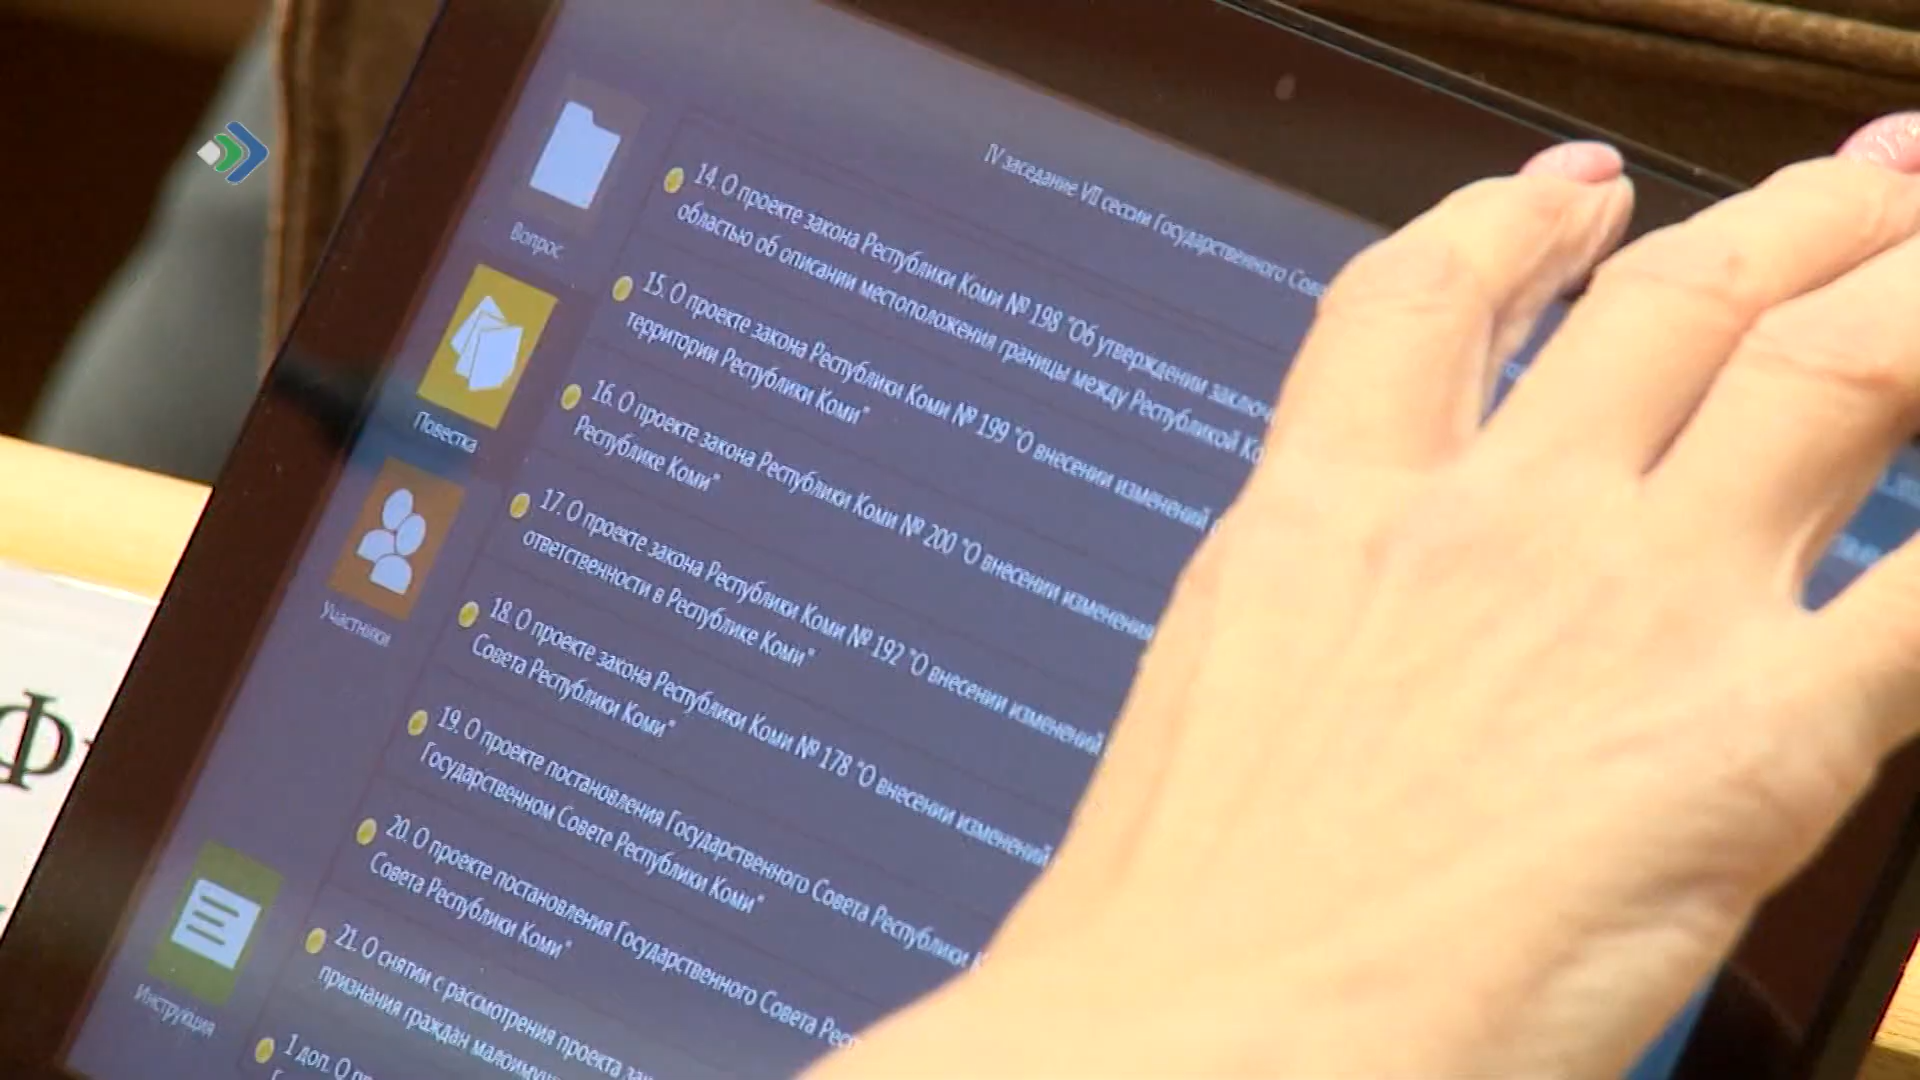 IV заседание VII сессии Государственного
Вопрос
Повестка
Участники
Инструкция
14. О проекте закона Республики Коми № 198 "Об утверждении
областью об описании местоположения границы между Республикой
15. О проекте закона Республики Коми № 199 "О внесении изменений
территории Республики Коми"
16. О проекте закона Республики Коми № 200 "О внесении изменения
Республике Коми"
17. О проекте закона Республики Коми № 192 "О внесении изменений
ответственности в Республике Коми"
18. О проекте закона Республики Коми № 178 "О внесении изменений
Совета Республики Коми"
19. О проекте постановления Государственного Совета Республики
Государственном Совете Республики Коми"
20. О проекте постановления Государственного Совета
Совета Республики Коми"
21. О снятии с рассмотрения проекта
признания граждан
1 доп. О
Ф